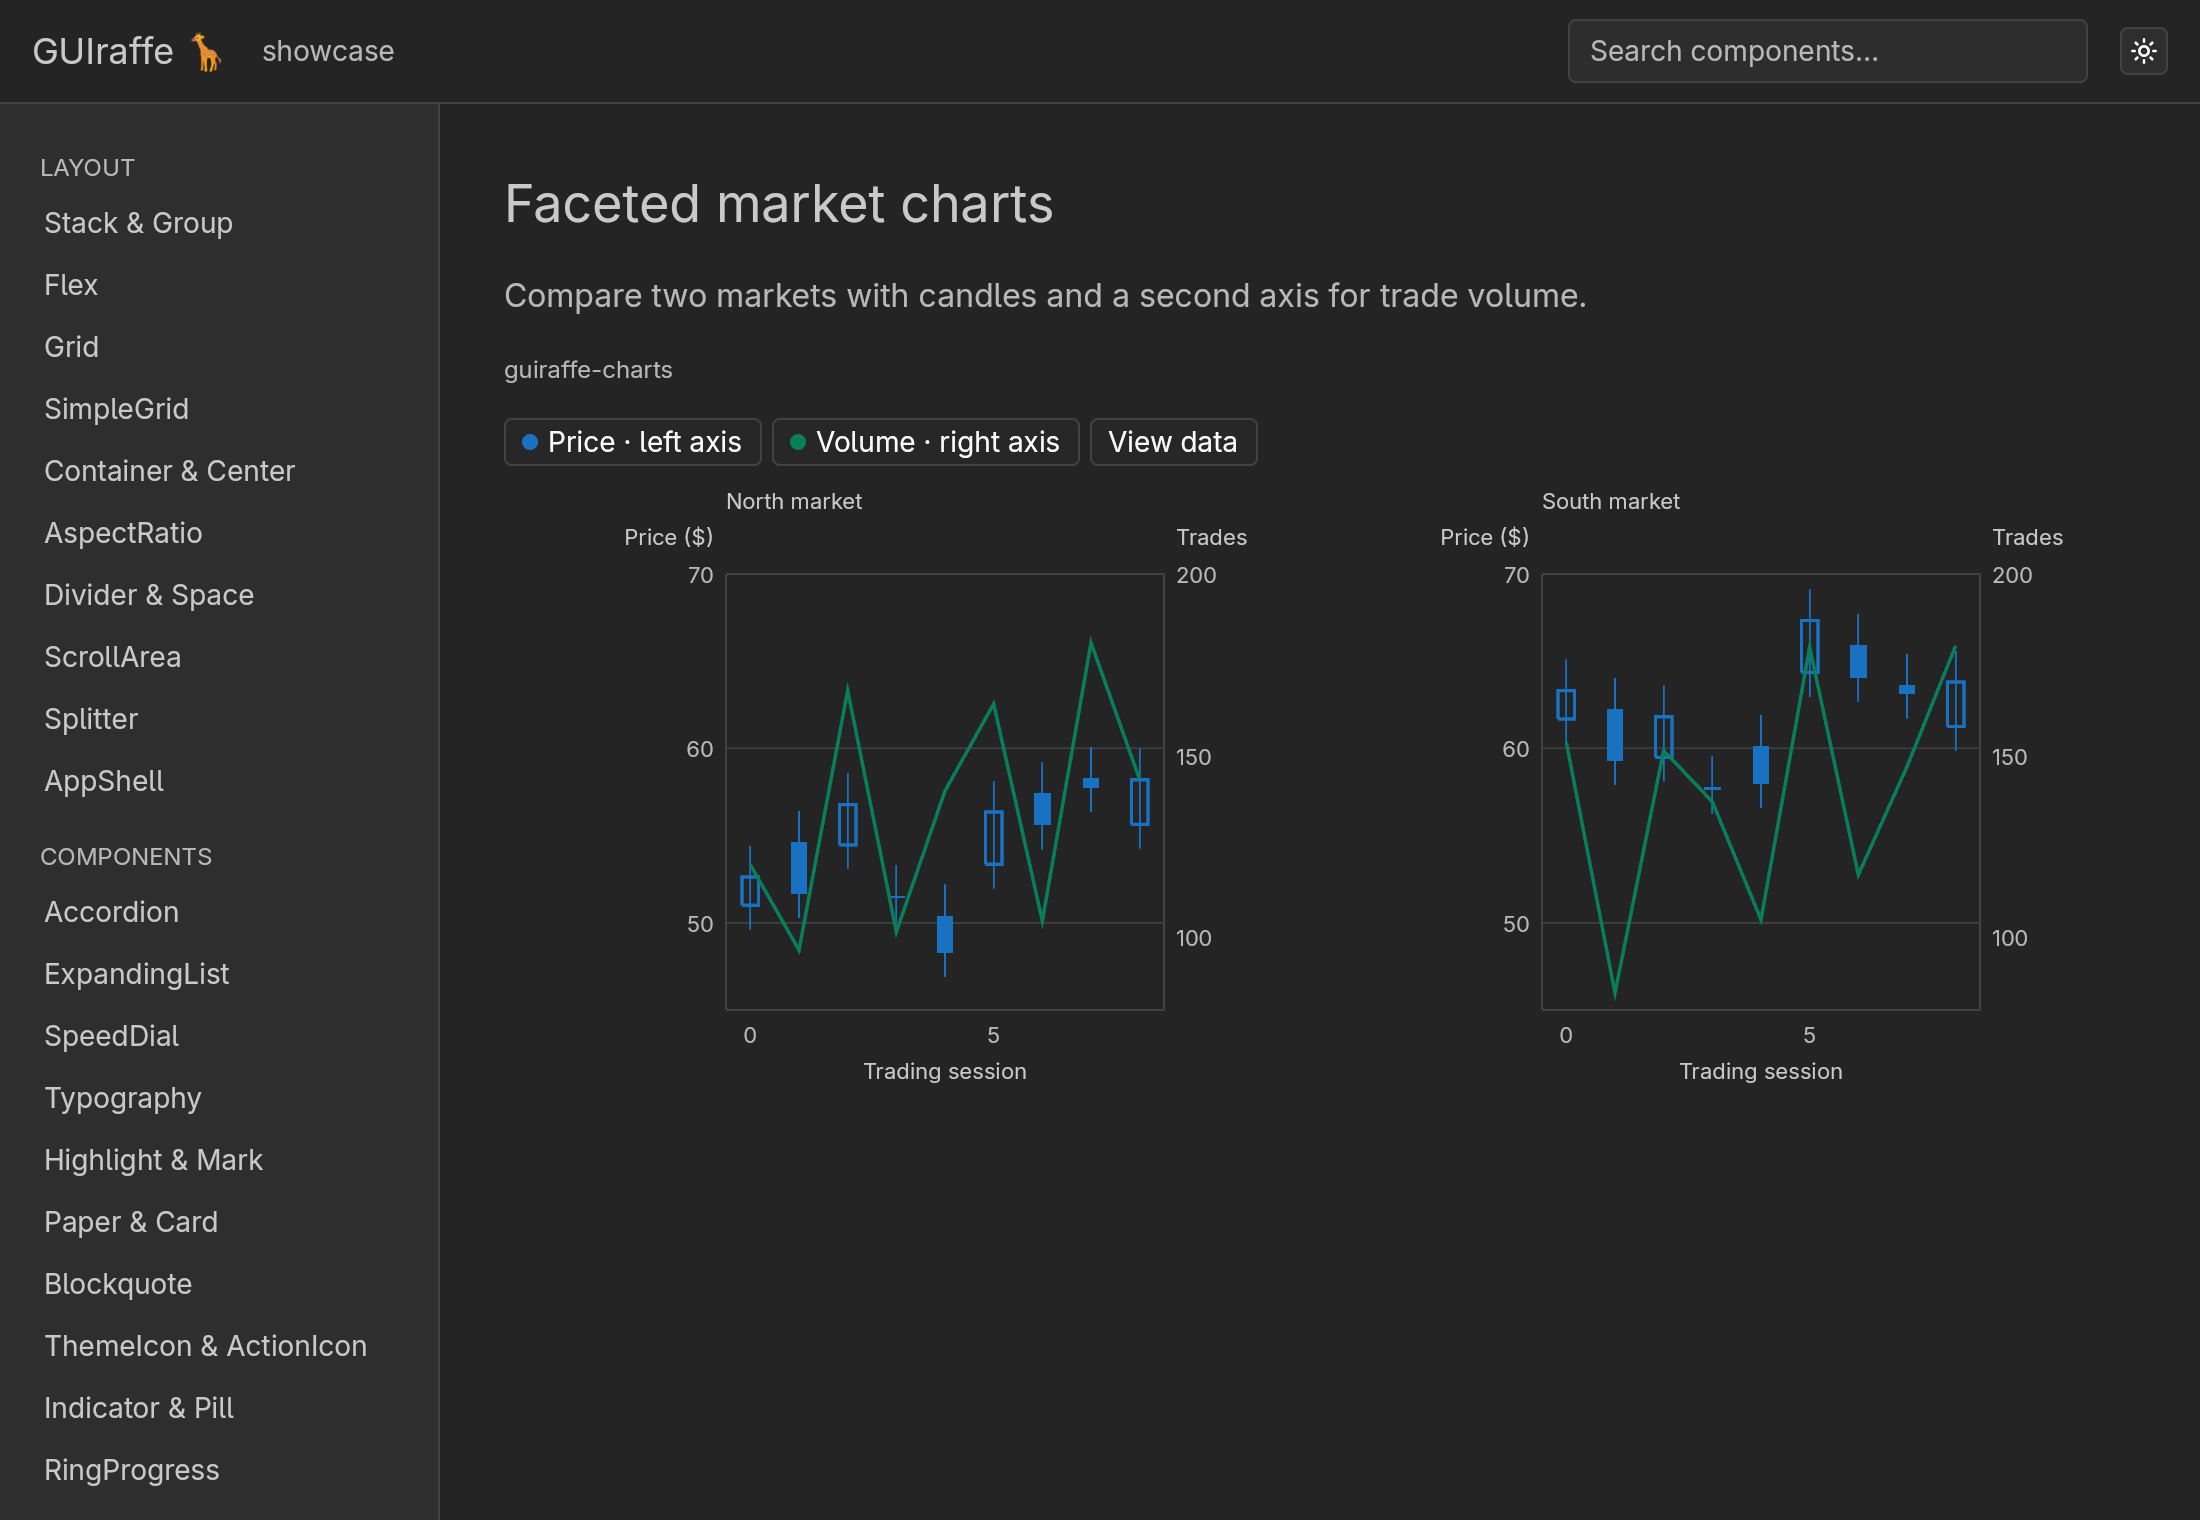 GUIraffe 🦒 showcase
Search components...
LAYOUT
Stack & Group
Flex
Grid
SimpleGrid
Container & Center
AspectRatio
Divider & Space
ScrollArea
Splitter
AppShell
COMPONENTS
Accordion
ExpandingList
SpeedDial
Typography
Highlight & Mark
Paper & Card
Blockquote
ThemeIcon & ActionIcon
Indicator & Pill
RingProgress
Faceted market charts
Compare two markets with candles and a second axis for trade volume.
guiraffe-charts
Price · left axis
Volume · right axis
View data
North market
Price ($)
Trades
70
60
50
200
150
100
0
5
Trading session
South market
Price ($)
Trades
70
60
50
200
150
100
0
5
Trading session